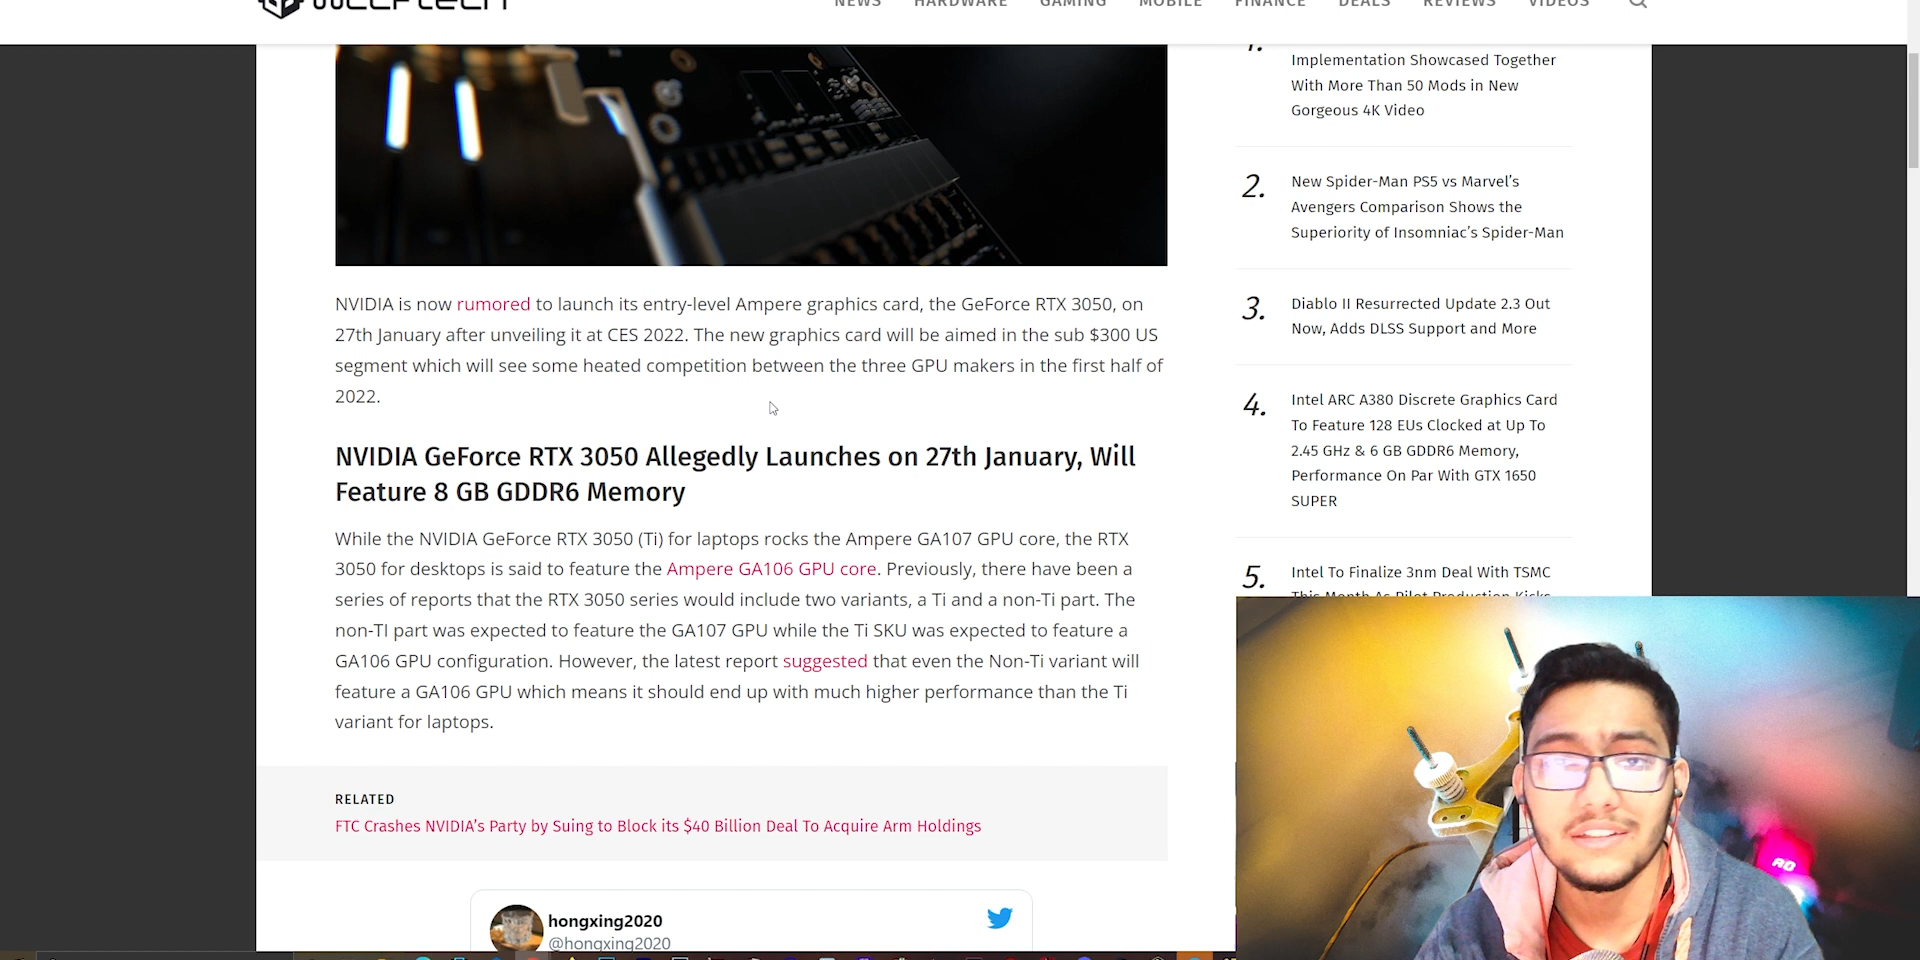 wccftech
NEWS HARDWARE GAMING MOBILE FINANCE DEALS REVIEWS VIDEOS
NVIDIA is now rumored to launch its entry-level Ampere graphics card, the GeForce RTX 3050, on
27th January after unveiling it at CES 2022. The new graphics card will be aimed in the sub $300 US
segment which will see some heated competition between the three GPU makers in the first half of
2022.
NVIDIA GeForce RTX 3050 Allegedly Launches on 27th January, Will
Feature 8 GB GDDR6 Memory
While the NVIDIA GeForce RTX 3050 (Ti) for laptops rocks the Ampere GA107 GPU core, the RTX
3050 for desktops is said to feature the Ampere GA106 GPU core. Previously, there have been a
series of reports that the RTX 3050 series would include two variants, a Ti and a non-Ti part. The
non-TI part was expected to feature the GA107 GPU while the Ti SKU was expected to feature a
GA106 GPU configuration. However, the latest report suggested that even the Non-Ti variant will
feature a GA106 GPU which means it should end up with much higher performance than the Ti
variant for laptops.
RELATED
FTC Crashes NVIDIA’s Party by Suing to Block its $40 Billion Deal To Acquire Arm Holdings
hongxing2020
@hongxing2020
1.
Implementation Showcased Together
With More Than 50 Mods in New
Gorgeous 4K Video
2.
New Spider-Man PS5 vs Marvel’s
Avengers Comparison Shows the
Superiority of Insomniac’s Spider-Man
3.
Diablo II Resurrected Update 2.3 Out
Now, Adds DLSS Support and More
4.
Intel ARC A380 Discrete Graphics Card
To Feature 128 EUs Clocked at Up To
2.45 GHz & 6 GB GDDR6 Memory,
Performance On Par With GTX 1650
SUPER
5.
Intel To Finalize 3nm Deal With TSMC
This Month As Pilot Production Kicks